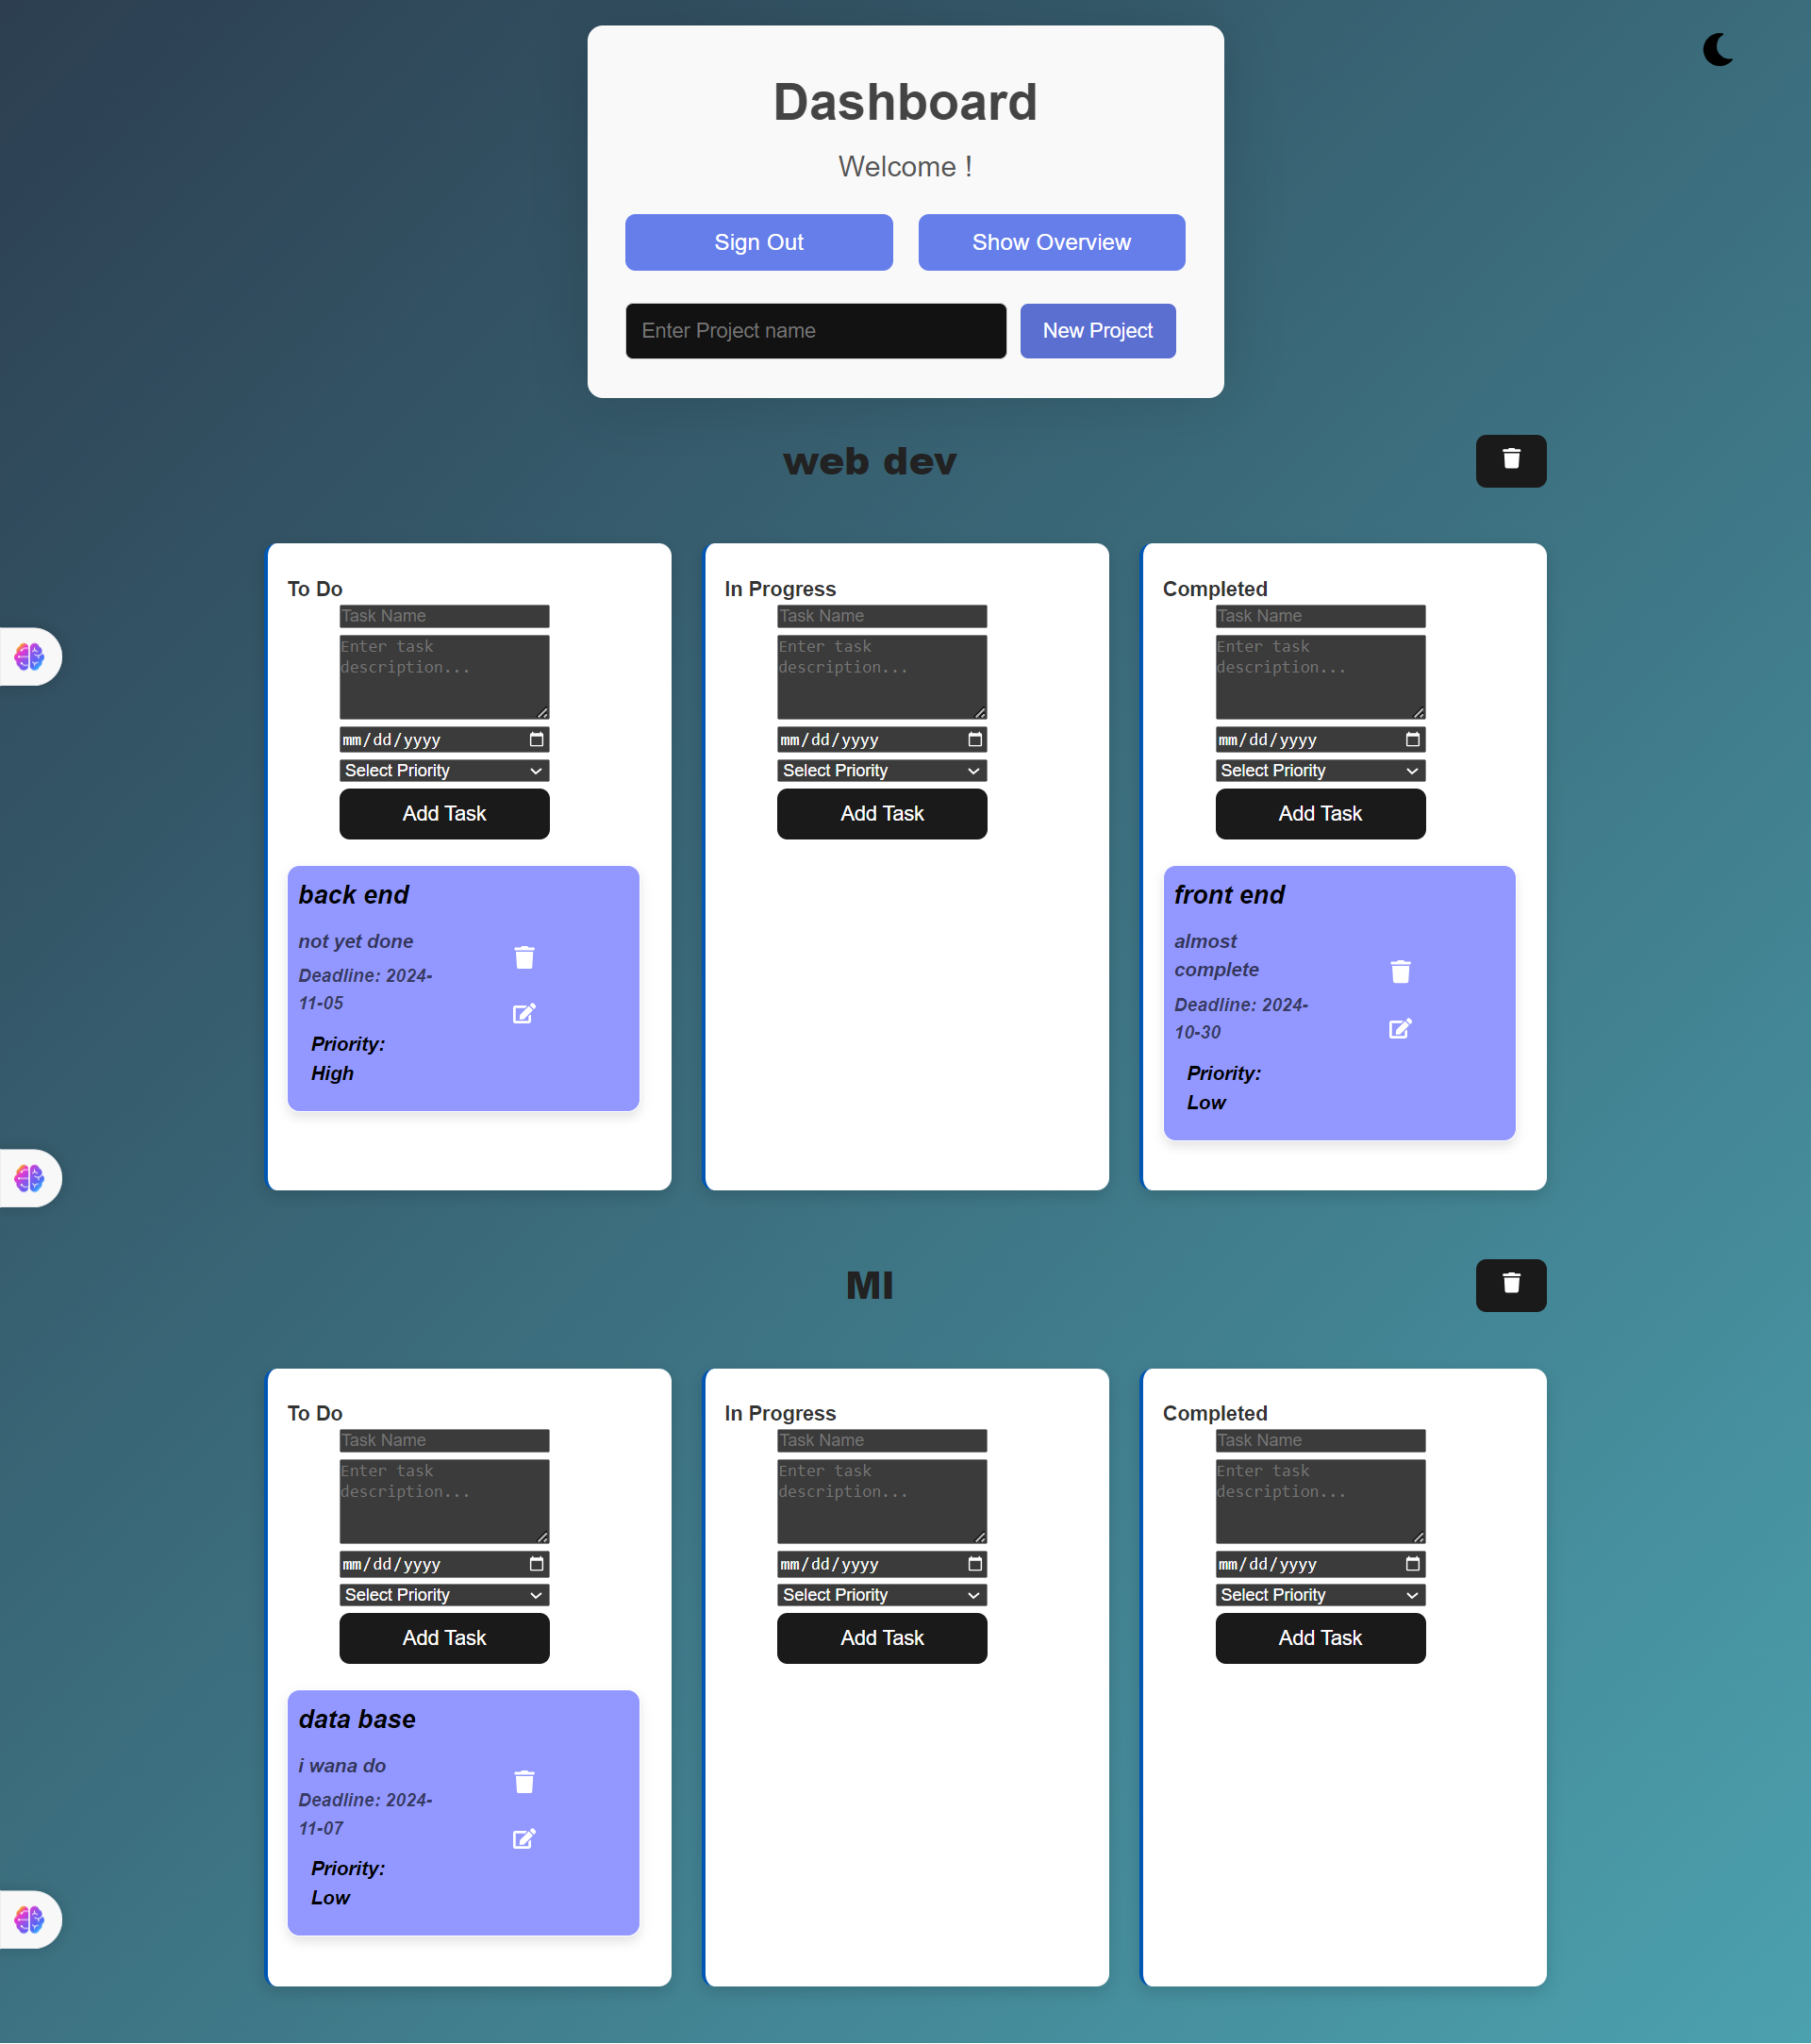 Dashboard
Welcome !
Sign Out
Show Overview
Enter Project name
New Project
web dev
To Do
Task Name
Enter task
description...
mm/dd/yyyy
Select Priority
Add Task
back end
not yet done
Deadline: 2024-
11-05
Priority:
High
In Progress
Task Name
Enter task
description...
mm/dd/yyyy
Select Priority
Add Task
Completed
Task Name
Enter task
description...
mm/dd/yyyy
Select Priority
Add Task
front end
almost
complete
Deadline: 2024-
10-30
Priority:
Low
MI
To Do
Task Name
Enter task
description...
mm/dd/yyyy
Select Priority
Add Task
data base
i wana do
Deadline: 2024-
11-07
Priority:
Low
In Progress
Task Name
Enter task
description...
mm/dd/yyyy
Select Priority
Add Task
Completed
Task Name
Enter task
description...
mm/dd/yyyy
Select Priority
Add Task